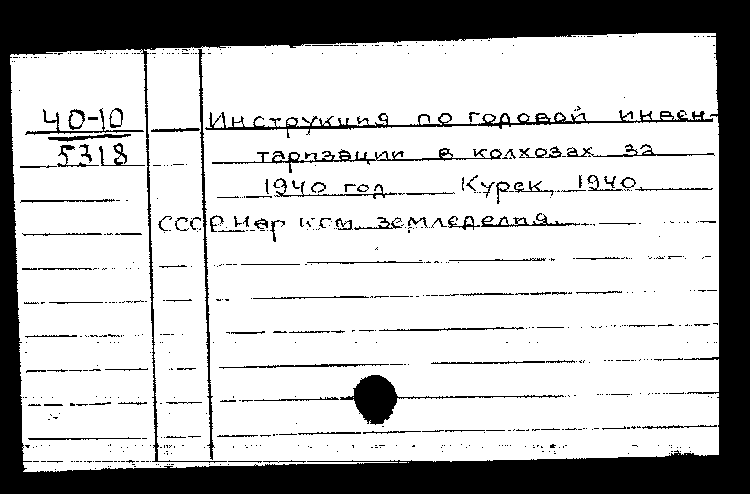 40-10 Инструкция по годовой инвен-
5318 таризации в колхозах за
1940 год. Курск, 1940.
СССР. Нар. ком. земледелия.